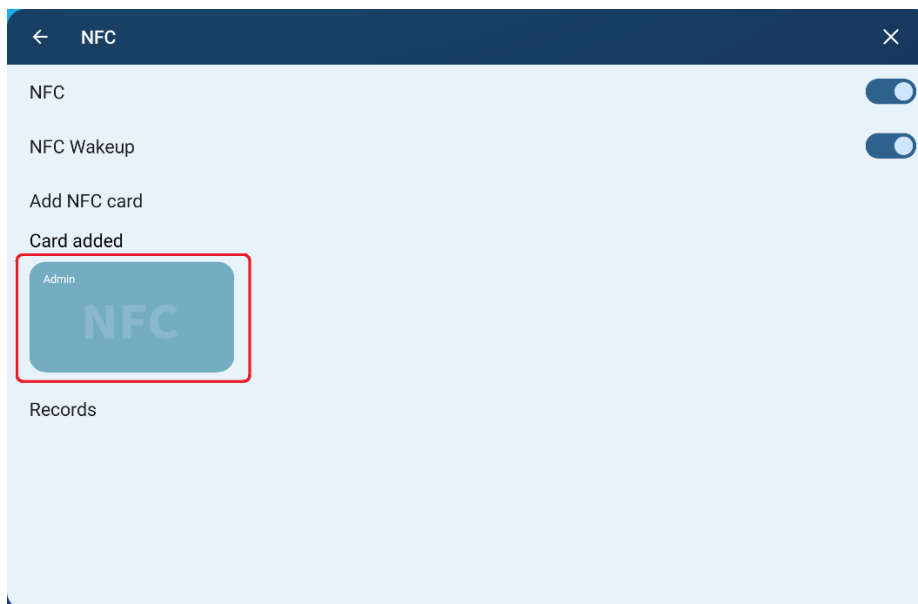 NFC
NFC
NFC Wakeup
Add NFC card
Card added
Admin
NFC
Records